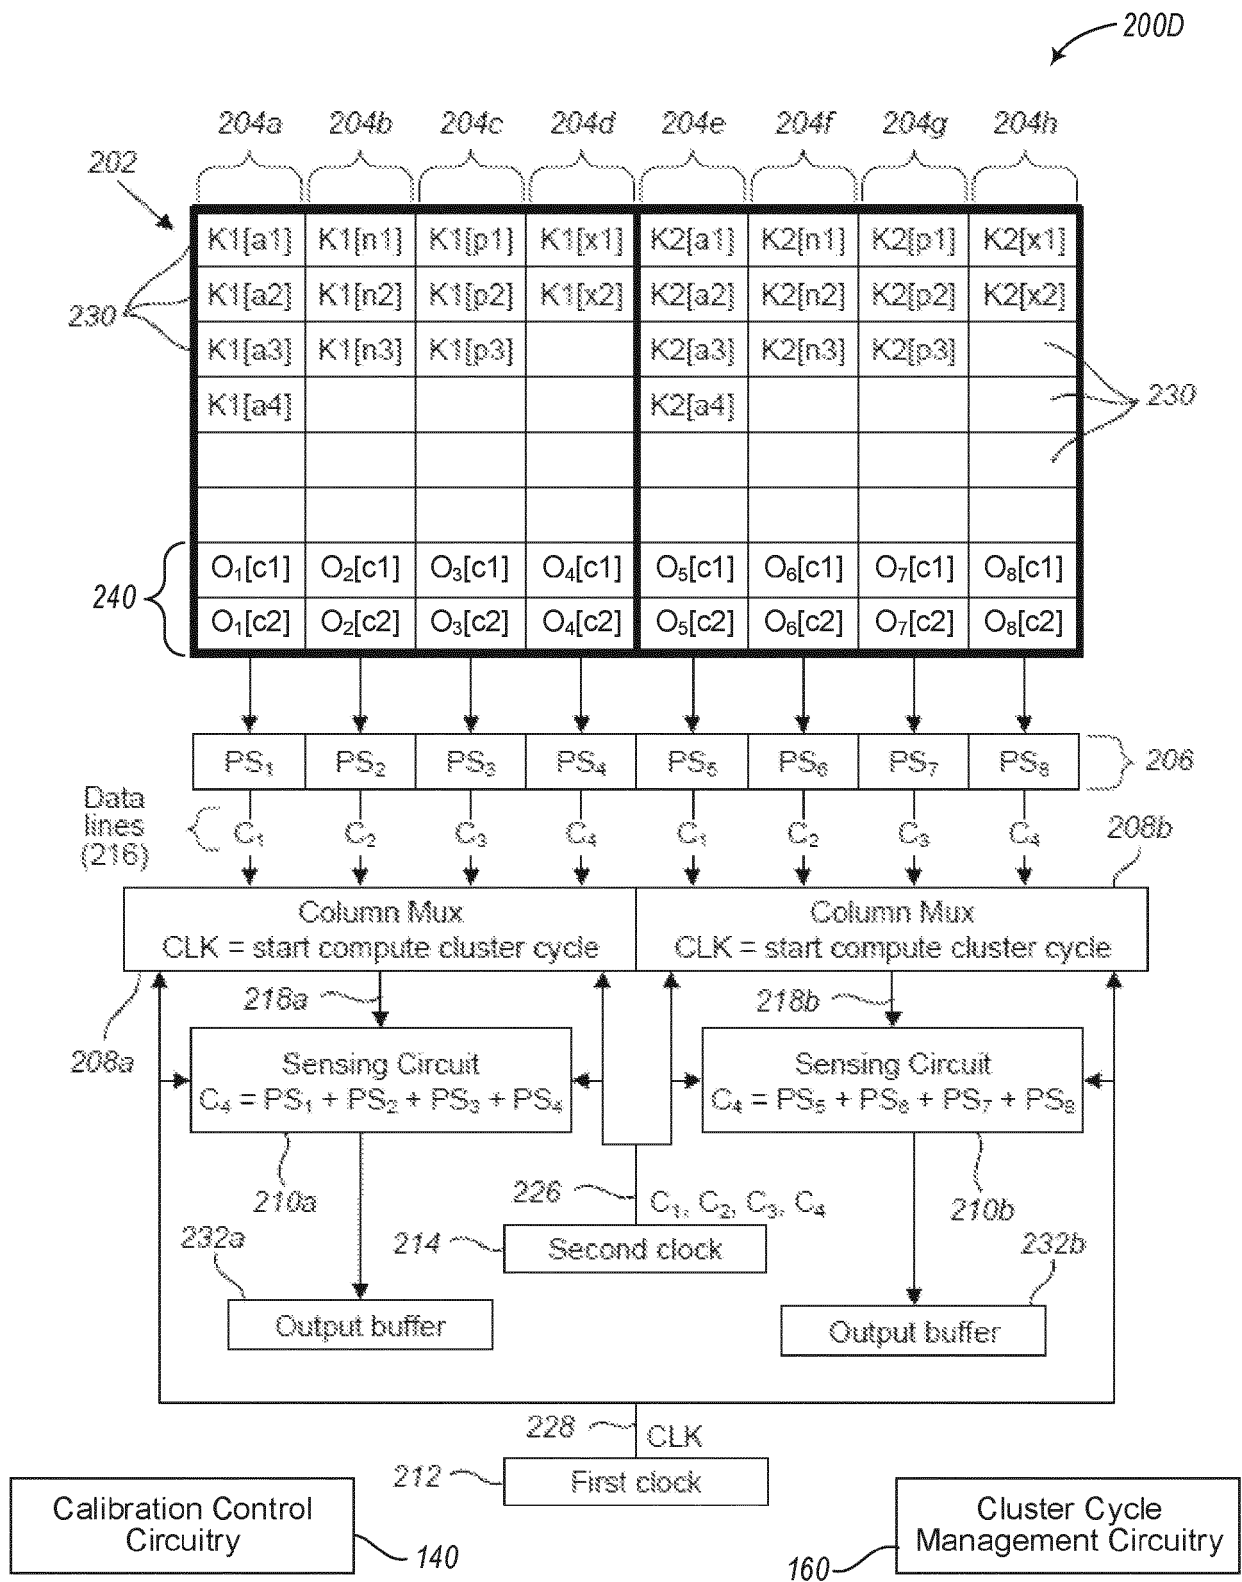 200D
204a 204b 204c 204d 204e 204f 204g 204h
202
K1[a1] K1[n1] K1[p1] K1[x1] K2[a1] K2[n1] K2[p1] K2[x1]
K1[a2] K1[n2] K1[p2] K1[x2] K2[a2] K2[n2] K2[p2] K2[x2]
230
K1[a3] K1[n3] K1[p3] K2[a3] K2[n3] K2[p3]
K1[a4] K2[a4]
230
O₁[c1] O₂[c1] O₃[c1] O₄[c1] O₅[c1] O₆[c1] O₇[c1] O₈[c1]
240
O₁[c2] O₂[c2] O₃[c2] O₄[c2] O₅[c2] O₆[c2] O₇[c2] O₈[c2]
PS₁ PS₂ PS₃ PS₄ PS₅ PS₆ PS₇ PS₈
206
Data
lines
(216)
C₁ C₂ C₃ C₄ C₁ C₂ C₃ C₄
208b
Column Mux
CLK = start compute cluster cycle
Column Mux
CLK = start compute cluster cycle
218a
218b
208a
Sensing Circuit
C₄ = PS₁ + PS₂ + PS₃ + PS₄
Sensing Circuit
C₄ = PS₅ + PS₆ + PS₇ + PS₈
210a
226
C₁, C₂, C₃, C₄
210b
232a
214
Second clock
232b
Output buffer
Output buffer
228
CLK
212
First clock
Calibration Control
Circuitry
140
Cluster Cycle
Management Circuitry
160